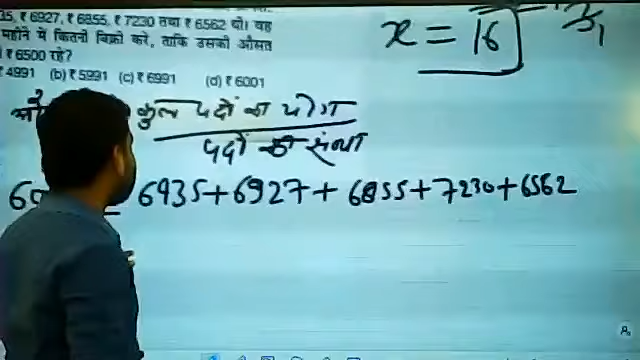 35, ₹ 6927, ₹ 6855, ₹ 7230 तथा ₹ 6562 थी। वह
महीने में कितनी बिक्री करे, ताकि उसकी औसत
₹ 6500 रहे?
₹ 4991 (b) ₹ 5991 (c) ₹ 6991 (d) ₹ 6001
x = 16
कुल पदों का योग
पदों की संख्या
6935+6927+6855+7230+6562